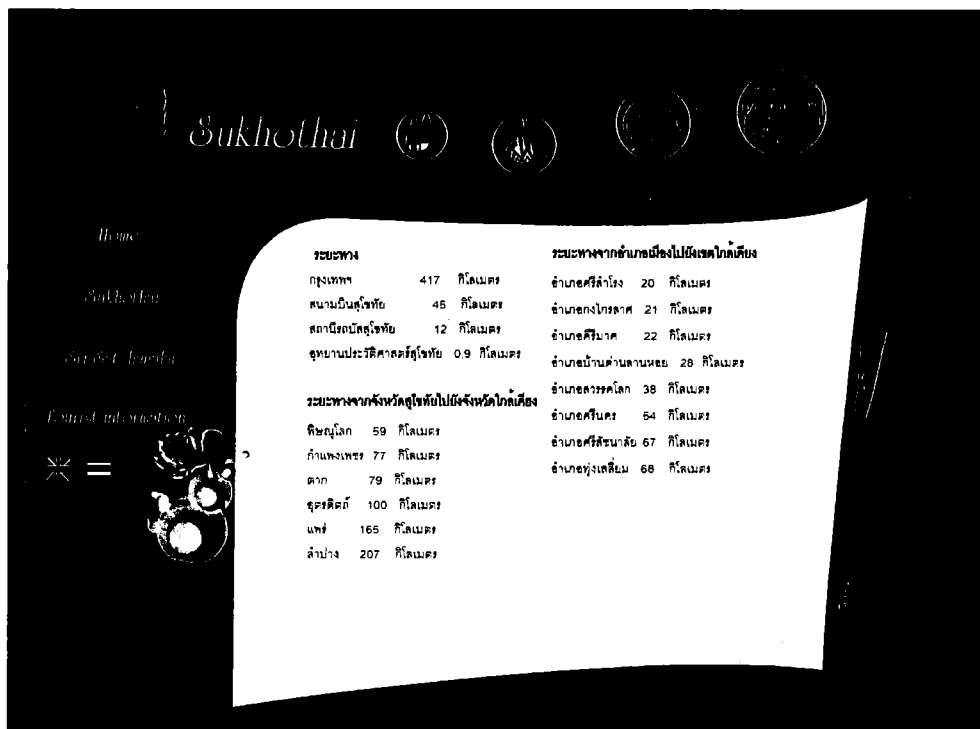 Sukhothai
Home
Sukhothai
Tourist information
ระยะทาง
กรุงเทพฯ 417 กิโลเมตร
สนามบินสุโขทัย 45 กิโลเมตร
สถานีรถบัสสุโขทัย 12 กิโลเมตร
อุทยานประวัติศาสตร์สุโขทัย 0.9 กิโลเมตร
ระยะทางจากจังหวัดสุโขทัยไปยังจังหวัดใกล้เคียง
พิษณุโลก 59 กิโลเมตร
กำแพงเพชร 77 กิโลเมตร
ตาก 79 กิโลเมตร
อุตรดิตถ์ 100 กิโลเมตร
แพร่ 165 กิโลเมตร
ลำปาง 207 กิโลเมตร
ระยะทางจากอำเภอเมืองไปยังเขตใกล้เคียง
อำเภอศรีสำโรง 20 กิโลเมตร
อำเภอกงไกรลาศ 21 กิโลเมตร
อำเภอคีรีมาศ 22 กิโลเมตร
อำเภอบ้านด่านลานหอย 28 กิโลเมตร
อำเภอสวรรคโลก 38 กิโลเมตร
อำเภอศรีนคร 54 กิโลเมตร
อำเภอศรีสัชนาลัย 67 กิโลเมตร
อำเภอทุ่งเสลี่ยม 68 กิโลเมตร